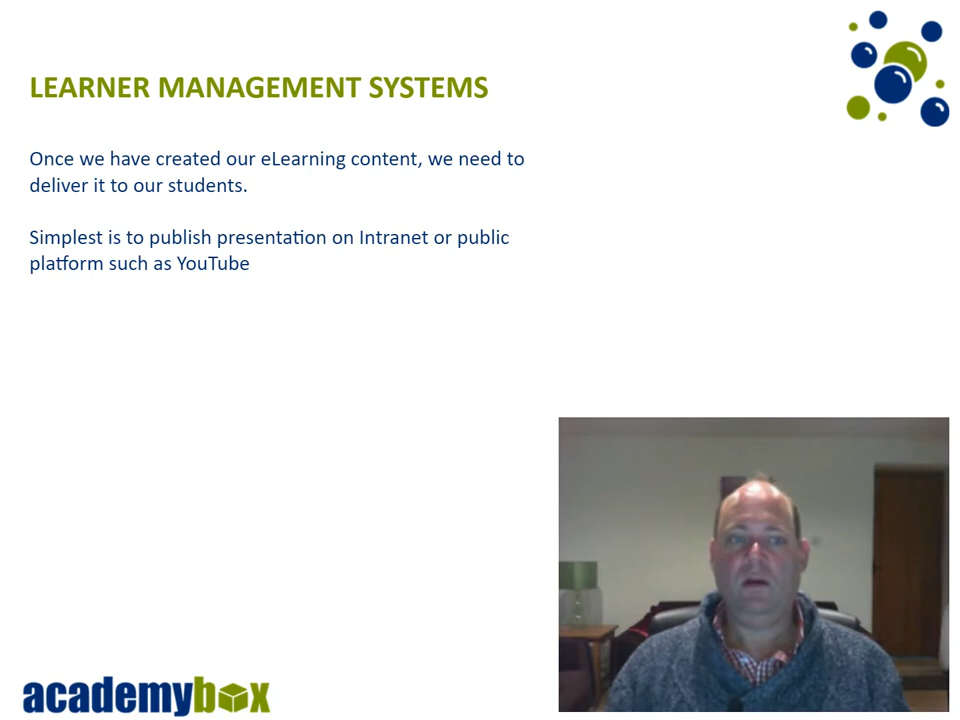 LEARNER MANAGEMENT SYSTEMS
Once we have created our eLearning content, we need to
deliver it to our students.
Simplest is to publish presentation on Intranet or public
platform such as YouTube
academybox